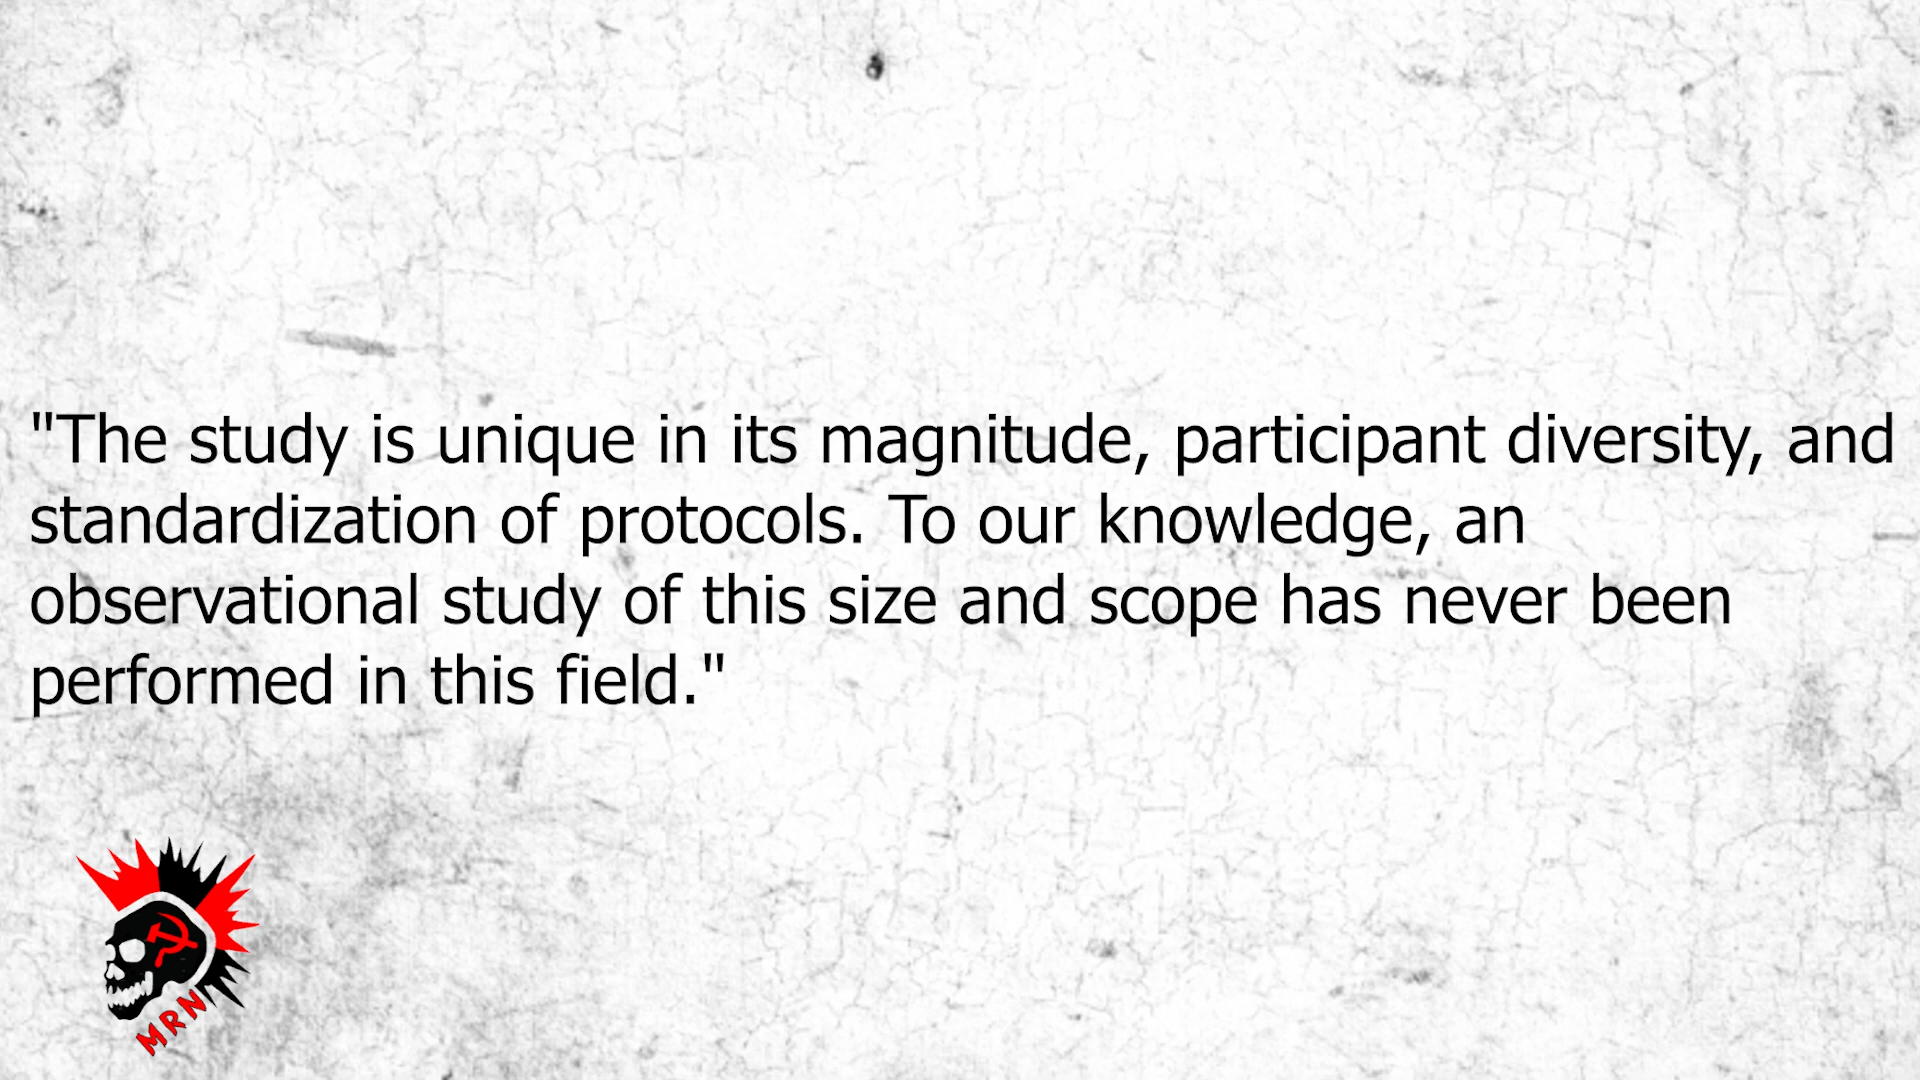 "The study is unique in its magnitude, participant diversity, and
standardization of protocols. To our knowledge, an
observational study of this size and scope has never been
performed in this field."
MRN